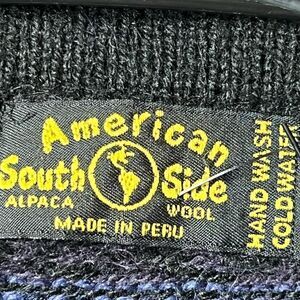 American
South Side
ALPACA WOOL
MADE IN PERU
HAND WASH
COLD WATER